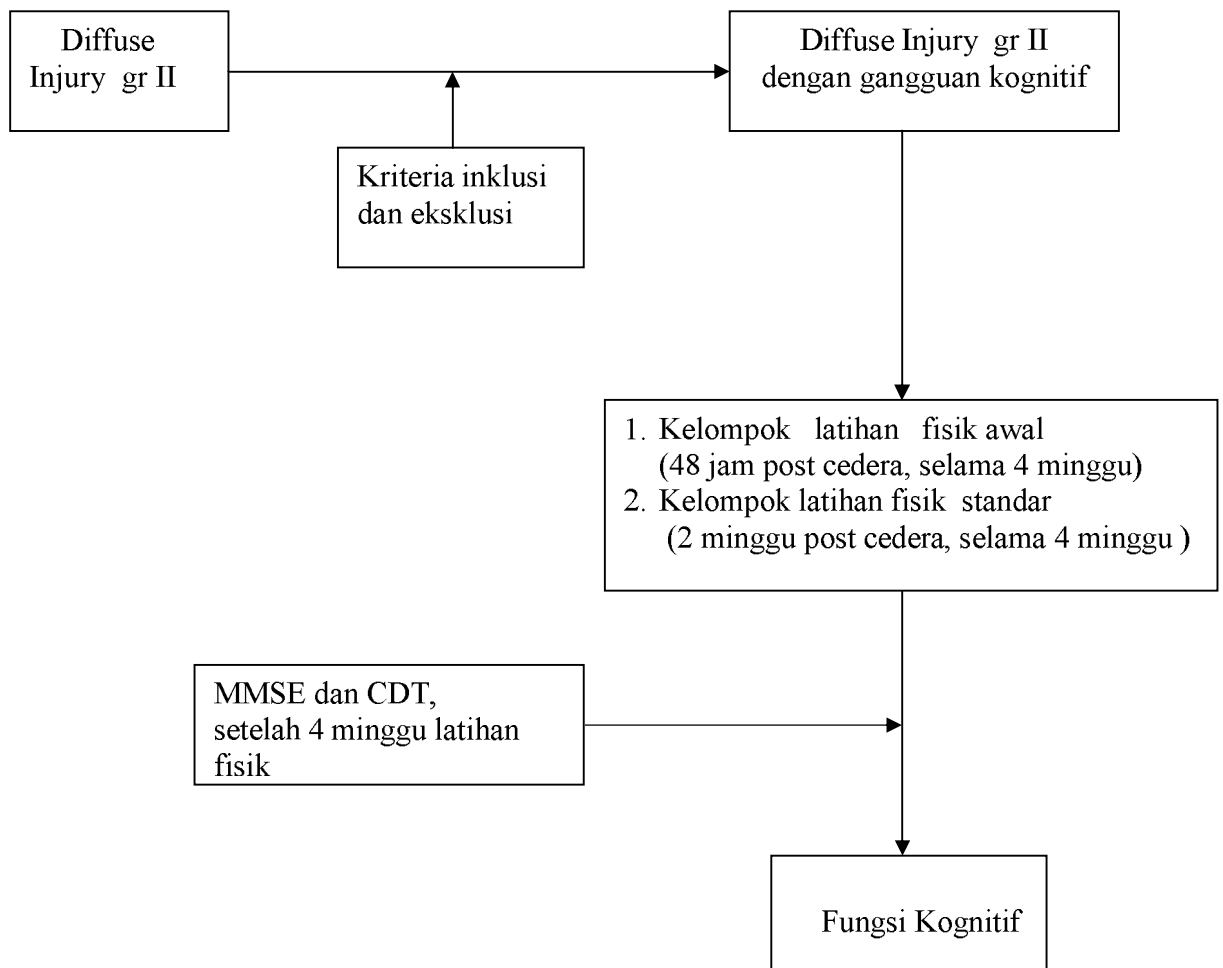 Diffuse
Injury gr II
Diffuse Injury gr II
dengan gangguan kognitif
Kriteria inklusi
dan eksklusi
1. Kelompok latihan fisik awal
(48 jam post cedera, selama 4 minggu)
2. Kelompok latihan fisik standar
(2 minggu post cedera, selama 4 minggu )
MMSE dan CDT,
setelah 4 minggu latihan
fisik
Fungsi Kognitif